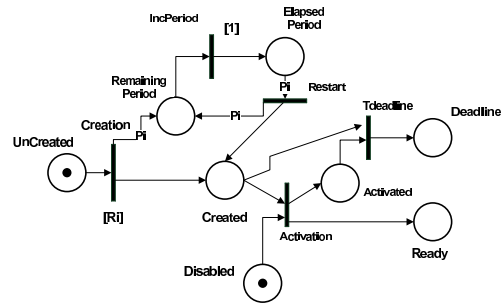 IncPeriod
[1]
Elapsed
Period
Remaining
Period
Pi
Restart
Tdeadline
Deadline
Creation
Pi
Pi
UnCreated
[Ri]
Created
Activated
Activation
Ready
Disabled